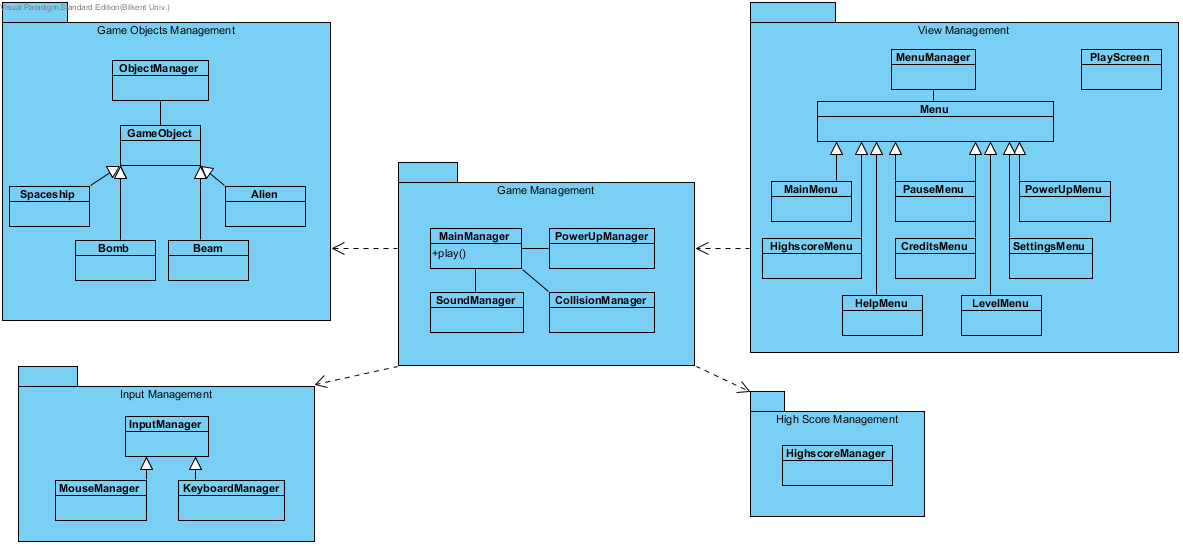 Visual Paradigm Standard Edition(Bilkent Univ.)
Game Objects Management
ObjectManager
GameObject
Spaceship
Alien
Bomb
Beam
Game Management
MainManager
+play()
PowerUpManager
SoundManager
CollisionManager
View Management
MenuManager
PlayScreen
Menu
MainMenu
PauseMenu
PowerUpMenu
HighscoreMenu
CreditsMenu
SettingsMenu
HelpMenu
LevelMenu
Input Management
InputManager
MouseManager
KeyboardManager
High Score Management
HighscoreManager